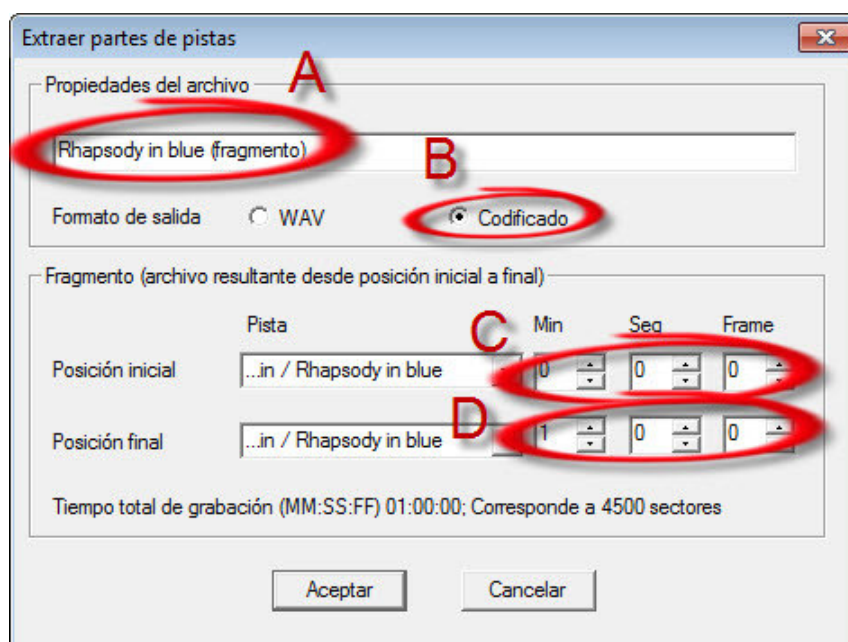 Extraer partes de pistas
A
Propiedades del archivo
Rhapsody in blue (fragmento)
B
Formato de salida WAV Codificado
Fragmento (archivo resultante desde posición inicial a final)
Pista C Min Seg Frame
Posición inicial ...in / Rhapsody in blue 0 0 0
D
Posición final ...in / Rhapsody in blue 1 0 0
Tiempo total de grabación (MM:SS:FF) 01:00:00; Corresponde a 4500 sectores
Aceptar Cancelar